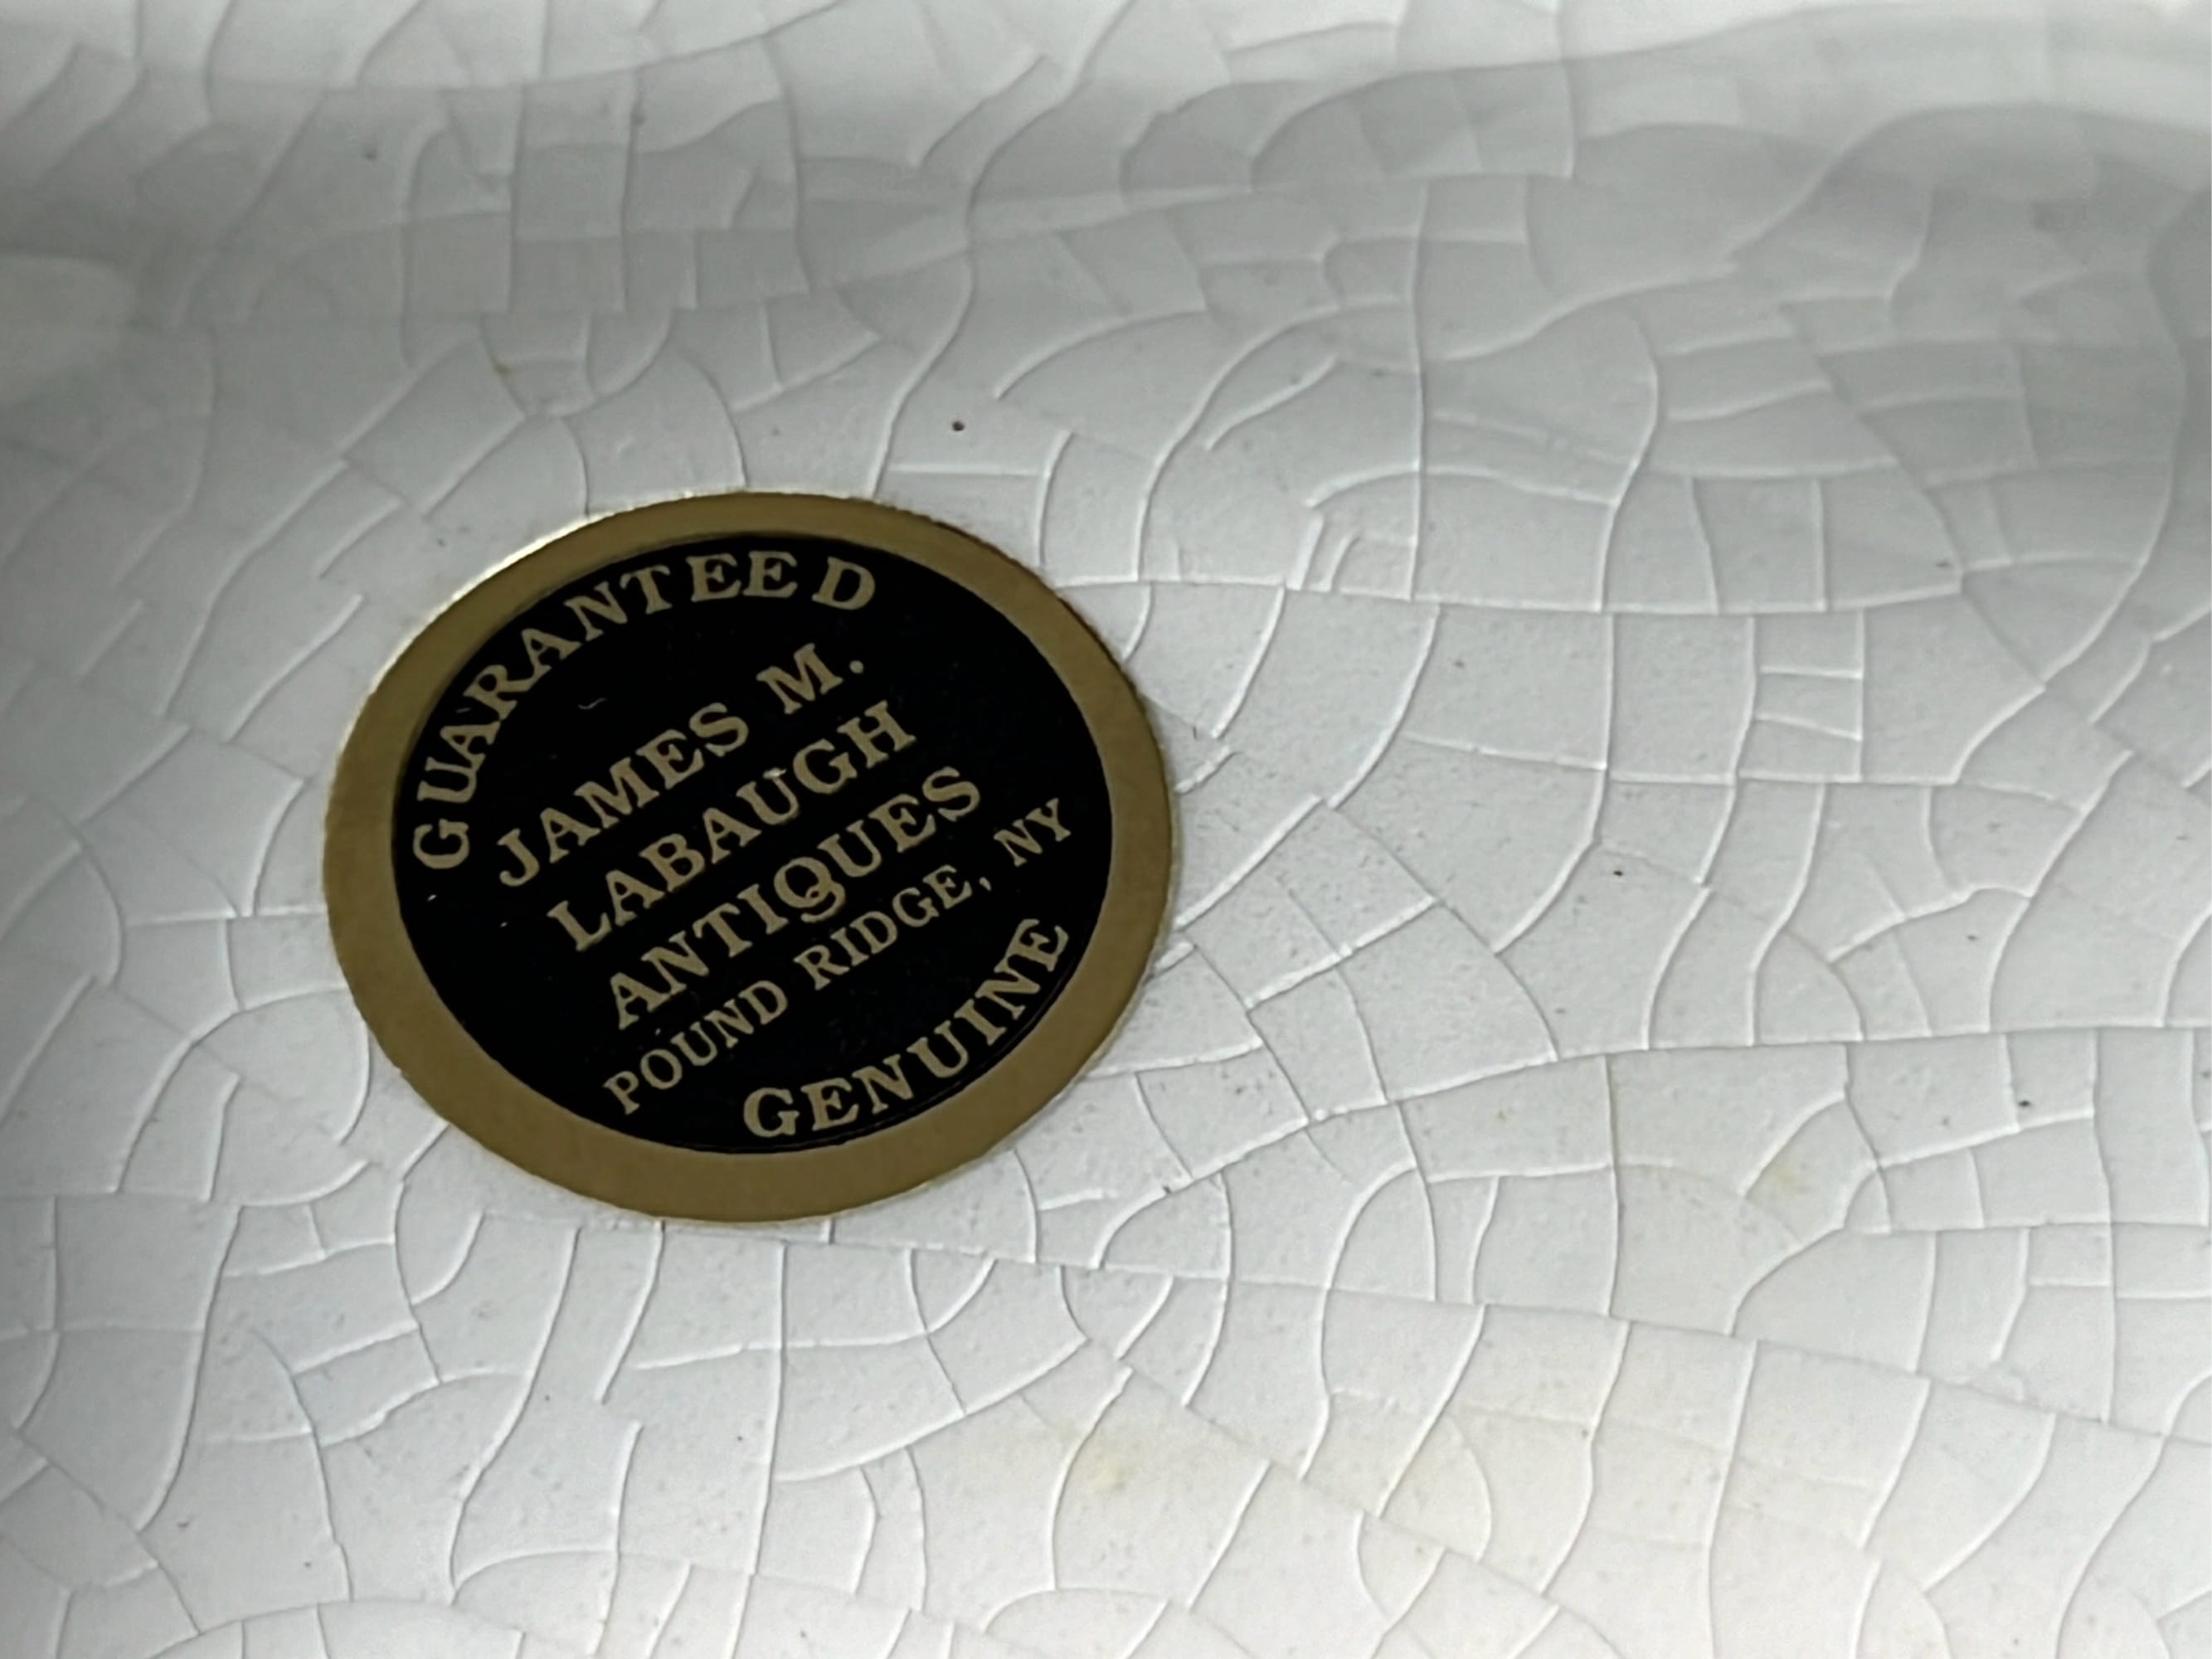 GUARANTEED
JAMES M.
LABAUGH
ANTIQUES
POUND RIDGE, NY
GENUINE